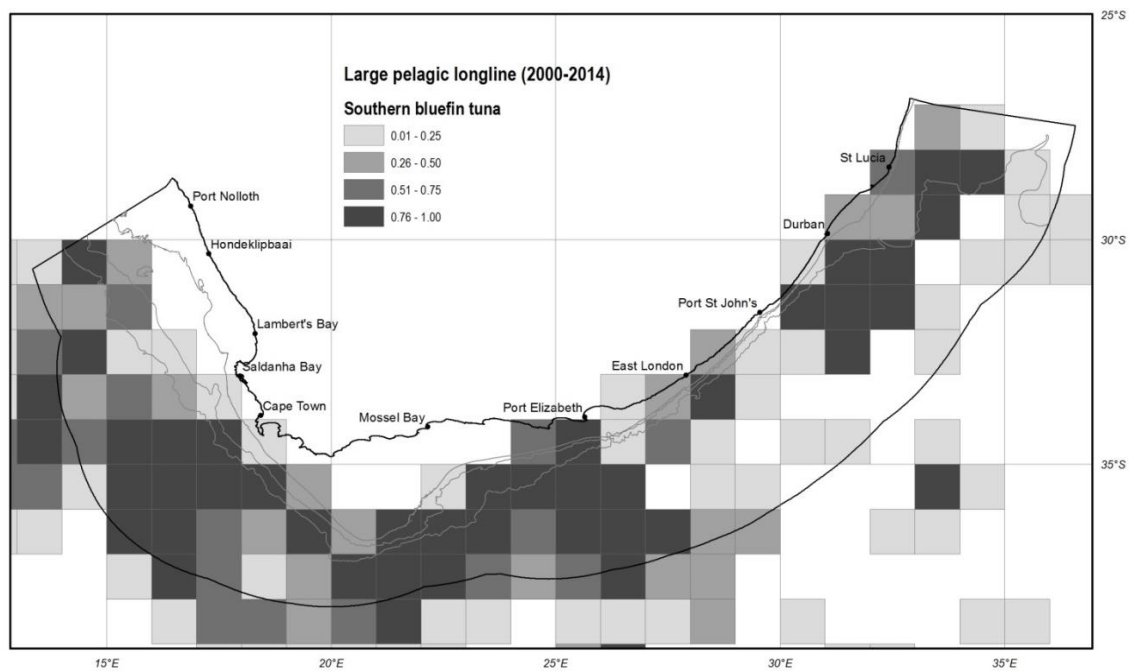 25°S
Large pelagic longline (2000-2014)
Southern bluefin tuna
0.01 - 0.25
0.26 - 0.50
0.51 - 0.75
0.76 - 1.00
St Lucia
Port Nolloth
Durban
Hondeklipbaai
30°S
Port St John's
Lambert's Bay
Saldanha Bay
East London
Cape Town
Port Elizabeth
Mossel Bay
35°S
15°E
20°E
25°E
30°E
35°E